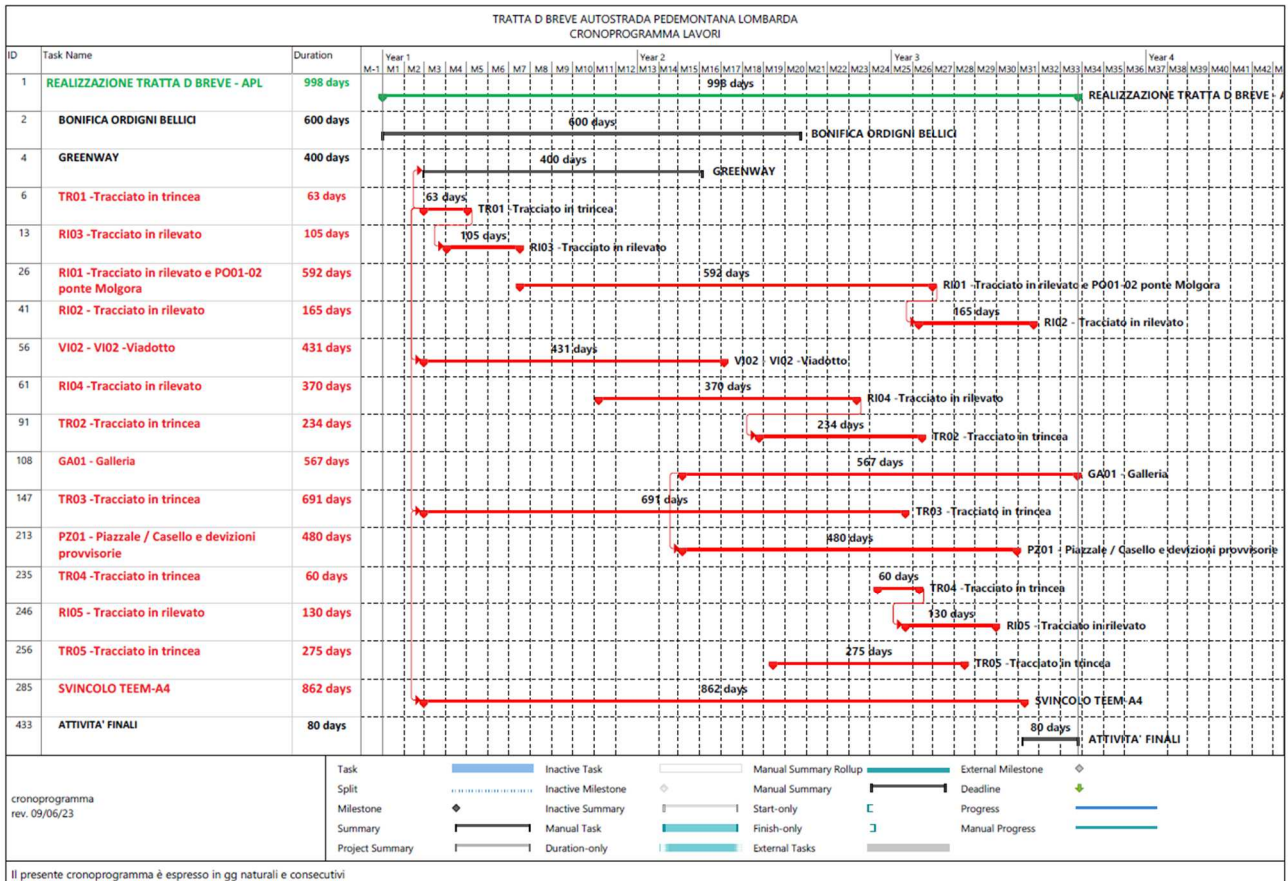 TRATTA D BREVE AUTOSTRADA PEDEMONTANA LOMBARDA
CRONOPROGRAMMA LAVORI
ID Task Name Duration
Year 1 Year 2 Year 3 Year 4
M-1 M1 M2 M3 M4 M5 M6 M7 M8 M9 M10 M11 M12 M13 M14 M15 M16 M17 M18 M19 M20 M21 M22 M23 M24 M25 M26 M27 M28 M29 M30 M31 M32 M33 M34 M35 M36 M37 M38 M39 M40 M41 M42 M
1 REALIZZAZIONE TRATTA D BREVE - APL 998 days 998 days REALIZZAZIONE TRATTA D BREVE - A
2 BONIFICA ORDIGNI BELLICI 600 days 600 days BONIFICA ORDIGNI BELLICI
4 GREENWAY 400 days 400 days GREENWAY
6 TR01 -Tracciato in trincea 63 days 63 days TR01 -Tracciato in trincea
13 RI03 -Tracciato in rilevato 105 days 105 days RI03 -Tracciato in rilevato
26 RI01 -Tracciato in rilevato e PO01-02
ponte Molgora 592 days 592 days RI01 -Tracciato in rilevato e PO01-02 ponte Molgora
41 RI02 - Tracciato in rilevato 165 days 165 days RI02 - Tracciato in rilevato
56 VI02 - VI02 -Viadotto 431 days 431 days VI02 - VI02 -Viadotto
61 RI04 -Tracciato in rilevato 370 days 370 days RI04 -Tracciato in rilevato
91 TR02 -Tracciato in trincea 234 days 234 days TR02 -Tracciato in trincea
108 GA01 - Galleria 567 days 567 days GA01 - Galleria
147 TR03 -Tracciato in trincea 691 days 691 days TR03 -Tracciato in trincea
213 PZ01 - Piazzale / Casello e devizioni
provvisorie 480 days 480 days PZ01 - Piazzale / Casello e devizioni provvisorie
235 TR04 -Tracciato in trincea 60 days 60 days TR04 -Tracciato in trincea
246 RI05 - Tracciato in rilevato 130 days 130 days RI05 - Tracciato in rilevato
256 TR05 -Tracciato in trincea 275 days 275 days TR05 -Tracciato in trincea
285 SVINCOLO TEEM-A4 862 days 862 days SVINCOLO TEEM-A4
433 ATTIVITA' FINALI 80 days 80 days ATTIVITA' FINALI
cronoprogramma
rev. 09/06/23
Task Inactive Task Manual Summary Rollup External Milestone
Split Inactive Milestone Manual Summary Deadline
Milestone Inactive Summary Start-only Progress
Summary Manual Task Finish-only Manual Progress
Project Summary Duration-only External Tasks
Il presente cronoprogramma è espresso in gg naturali e consecutivi